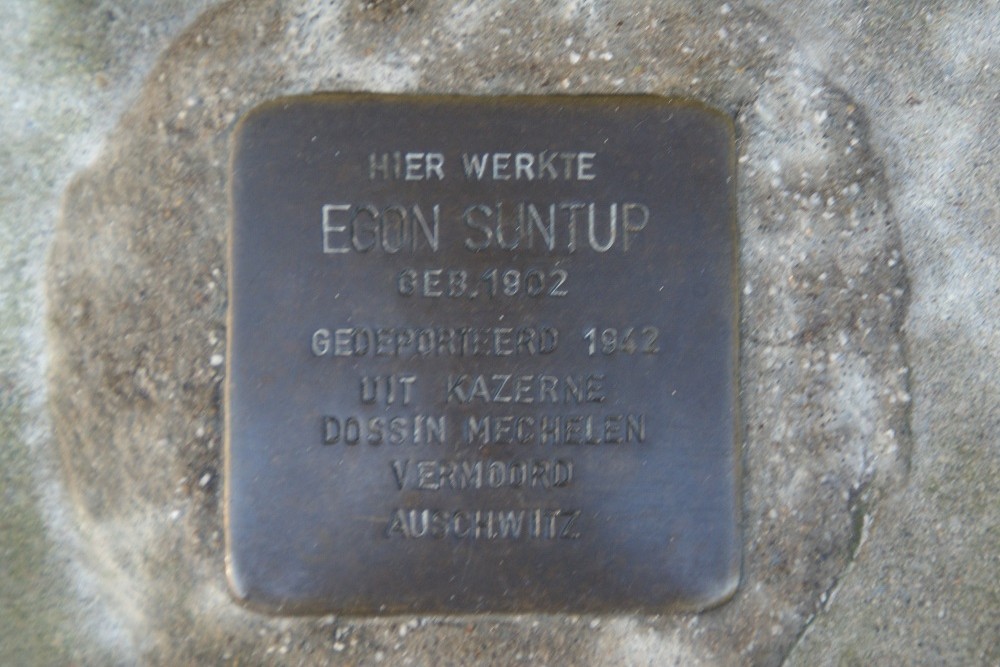 HIER WERKTE
EGON SUNTUP
GEB. 1902
GEDEPORTEERD 1942
UIT KAZERNE
DOSSIN MECHELEN
VERMOORD
AUSCHWITZ